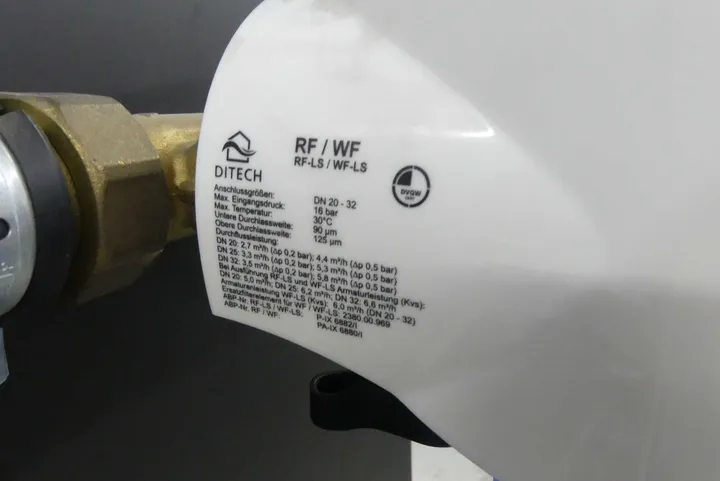 DITECH
RF / WF
RF-LS / WF-LS
DVGW
Anschlussgrößen: DN 20 - 32
Max. Eingangsdruck: 16 bar
Max. Temperatur: 30°C
Untere Durchlassweite: 90 µm
Obere Durchlassweite: 125 µm
Durchflussleistung:
DN 20: 2,7 m³/h (Δp 0,2 bar); 4,4 m³/h (Δp 0,5 bar)
DN 25: 3,3 m³/h (Δp 0,2 bar); 5,3 m³/h (Δp 0,5 bar)
DN 32: 3,5 m³/h (Δp 0,2 bar); 5,8 m³/h (Δp 0,5 bar)
Bei Ausführung RF-LS und WF-LS Armaturleistung (Kvs):
DN 20: 5,0 m³/h; DN 25: 6,2 m³/h; DN 32: 6,6 m³/h
Armaturenleistung WF-LS (Kvs): 6,0 m³/h (DN 20 - 32)
Ersatzfilterelement für WF / WF-LS: 2380.00.969
ABP-Nr. RF-LS / WF-LS: P-IX 6682/I
ABP-Nr. RF / WF: PA-IX 6680/I